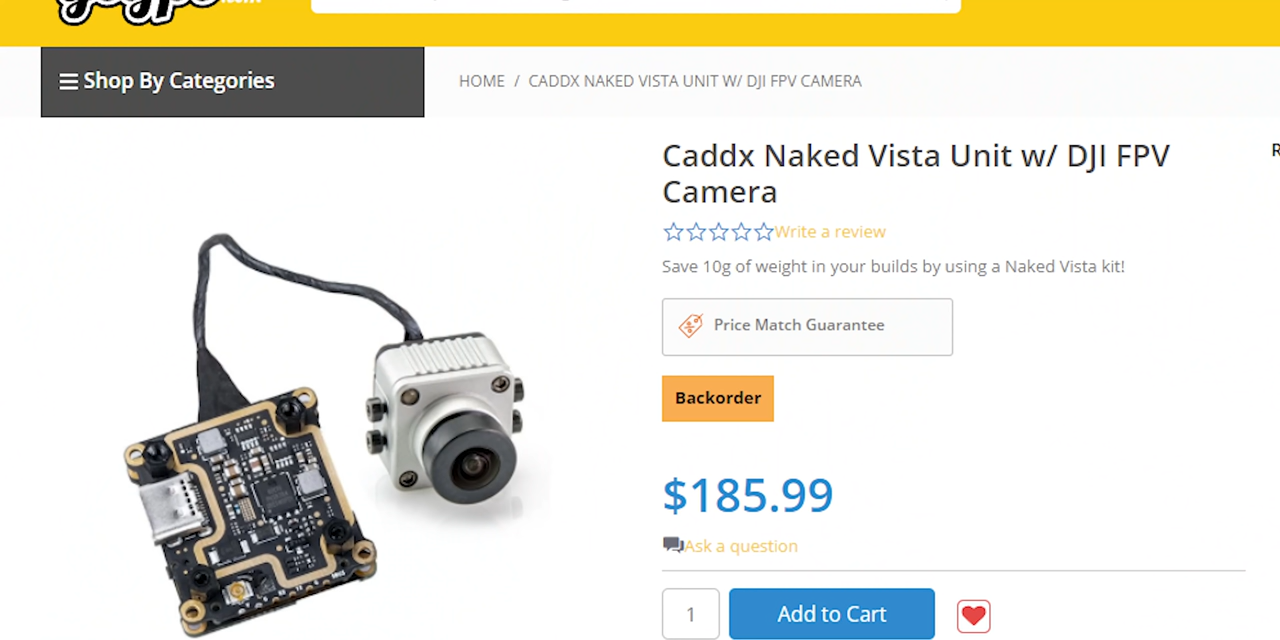 Shop By Categories
HOME / CADDX NAKED VISTA UNIT W/ DJI FPV CAMERA
Caddx Naked Vista Unit w/ DJI FPV
Camera
Write a review
Save 10g of weight in your builds by using a Naked Vista kit!
Price Match Guarantee
Backorder
$185.99
Ask a question
1
Add to Cart